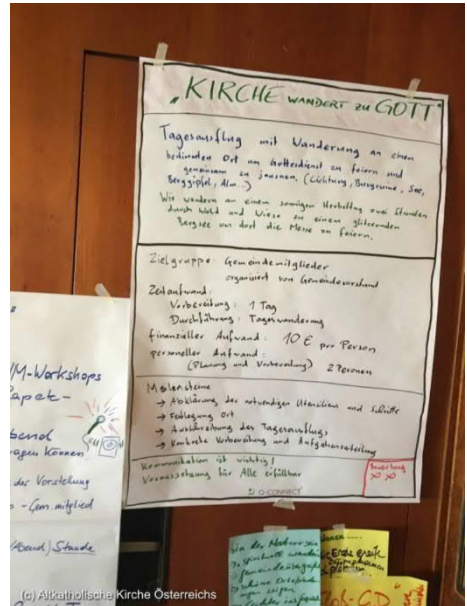 „KIRCHE WANDERT ZU GOTT"
Tagesausflug mit Wanderung an einen
bestimmten Ort um Gottesdienst zu feiern und
gemeinsam zu jausnen. (Lichtung, Burgruine, See,
Berggipfel, Alm...)
Wir wandern an einem sonnigen Herbsttag zwei Stunden
durch Wald und Wiese zu einem glitzernden
Bergsee um dort die Messe zu feiern.
Zielgruppe: Gemeindemitglieder
organisiert von Gemeindevorstand
Zeitaufwand:
Vorbereitung: 1 Tag
Durchführung: Tageswanderung
finanzieller Aufwand: 10 € pro Person
personeller Aufwand:
(Planung und Vorbereitung) 2 Personen
Meilensteine
→ Abklärung der notwendigen Utensilien und Schritte
→ Festlegung Ort
→ Ausschreibung des Tagesausflugs
→ Konkrete Vorbereitung und Aufgabenverteilung
Kommunikation ist wichtig!
Voraussetzung für Alle erfüllbar
Bewertung
O-CONNECT
M-Workshops
Papst-
bend
ragen können
der Vorstellung
- Gem.mitglied
(Abend) Stunde
(c) Altkatholische Kirche Österreichs